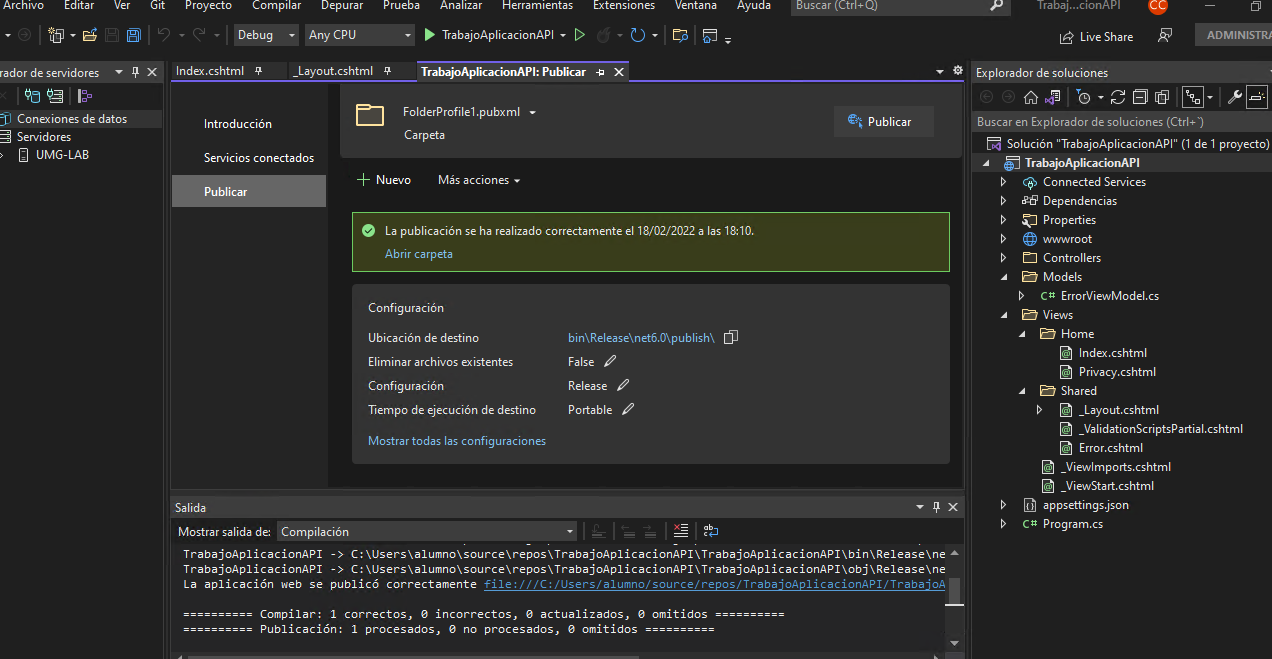 Archivo Editar Ver Git Proyecto Compilar Depurar Prueba Analizar Herramientas Extensiones Ventana Ayuda Buscar (Ctrl+Q) Trabajo...cionAPI CC
Debug Any CPU TrabajoAplicacionAPI Live Share ADMINISTRA
rador de servidores
Conexiones de datos
Servidores
UMG-LAB
Index.cshtml _Layout.cshtml TrabajoAplicacionAPI: Publicar
Introducción
Servicios conectados
Publicar
FolderProfile1.pubxml
Carpeta
Publicar
Nuevo Más acciones
La publicación se ha realizado correctamente el 18/02/2022 a las 18:10.
Abrir carpeta
Configuración
Ubicación de destino bin\Release\net6.0\publish\
Eliminar archivos existentes False
Configuración Release
Tiempo de ejecución de destino Portable
Mostrar todas las configuraciones
Salida
Mostrar salida de: Compilación
TrabajoAplicacionAPI -> C:\Users\alumno\source\repos\TrabajoAplicacionAPI\TrabajoAplicacionAPI\bin\Release\ne
TrabajoAplicacionAPI -> C:\Users\alumno\source\repos\TrabajoAplicacionAPI\TrabajoAplicacionAPI\obj\Release\ne
La aplicación web se publicó correctamente file:///C:/Users/alumno/source/repos/TrabajoAplicacionAPI/TrabajoA
========== Compilar: 1 correctos, 0 incorrectos, 0 actualizados, 0 omitidos ==========
========== Publicación: 1 procesados, 0 no procesados, 0 omitidos ==========
Explorador de soluciones
Buscar en Explorador de soluciones (Ctrl+`)
Solución "TrabajoAplicacionAPI" (1 de 1 proyecto)
TrabajoAplicacionAPI
Connected Services
Dependencias
Properties
wwwroot
Controllers
Models
C# ErrorViewModel.cs
Views
Home
Index.cshtml
Privacy.cshtml
Shared
_Layout.cshtml
_ValidationScriptsPartial.cshtml
Error.cshtml
_ViewImports.cshtml
_ViewStart.cshtml
appsettings.json
C# Program.cs